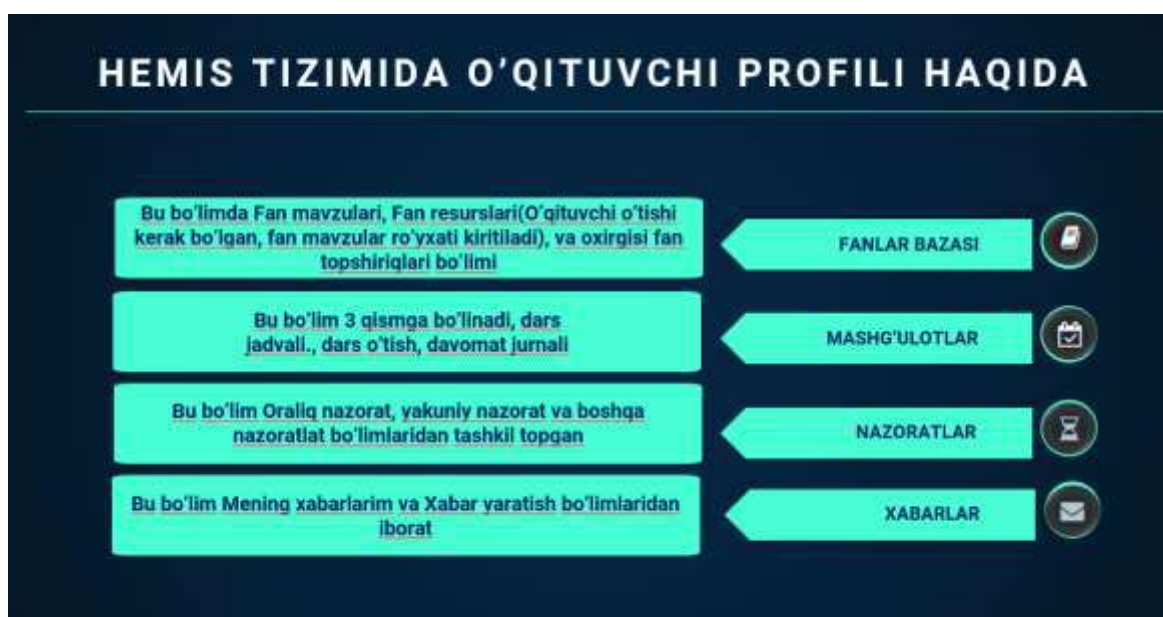 HEMIS TIZIMIDA O'QITUVCHI PROFILI HAQIDA
Bu bo'limda Fan mavzulari, Fan resurslari(O'qituvchi o'tishi
kerak bo'lgan, fan mavzular ro'yxati kiritiladi), va oxirgisi fan
topshiriqlari bo'limi
FANLAR BAZASI
Bu bo'lim 3 qismga bo'linadi, dars
jadvali., dars o'tish, davomat jurnali
MASHG'ULOTLAR
Bu bo'lim Oraliq nazorat, yakuniy nazorat va boshqa
nazoratlat bo'limlaridan tashkil topgan
NAZORATLAR
Bu bo'lim Mening xabarlarim va Xabar yaratish bo'limlaridan
iborat
XABARLAR